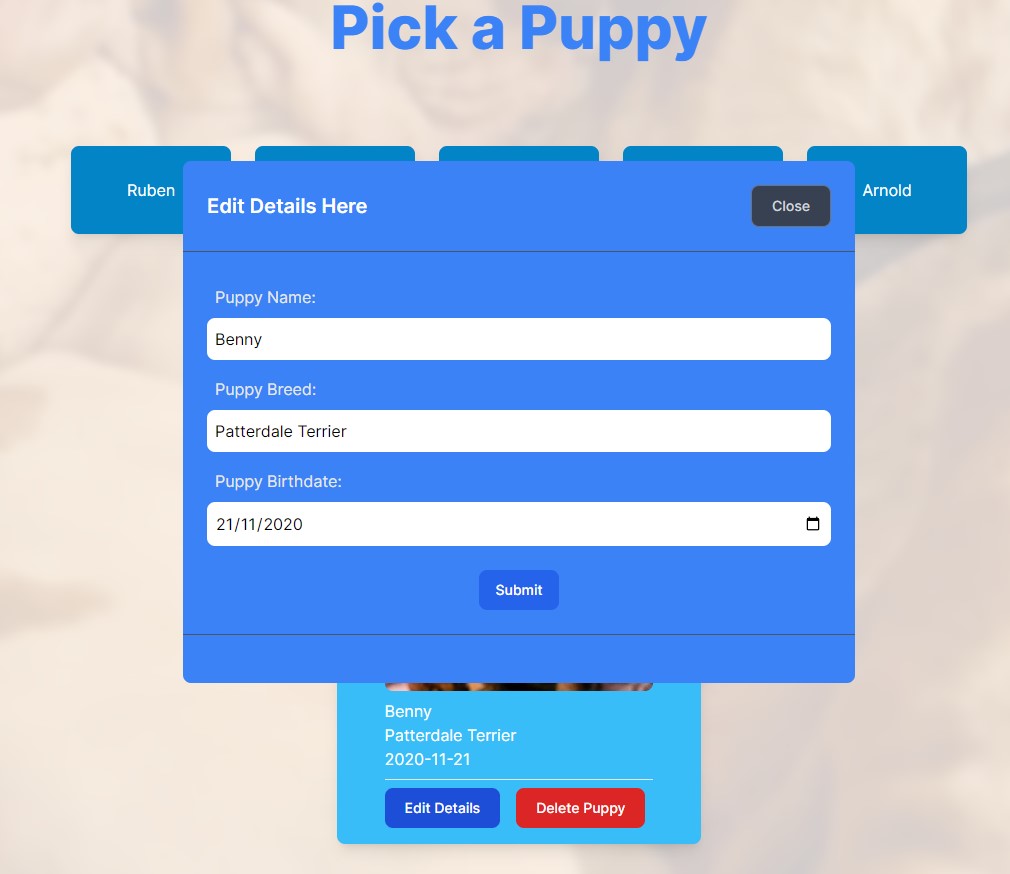 Pick a Puppy
Ruben
Arnold
Edit Details Here
Close
Puppy Name:
Benny
Puppy Breed:
Patterdale Terrier
Puppy Birthdate:
21/11/2020
Submit
Benny
Patterdale Terrier
2020-11-21
Edit Details
Delete Puppy